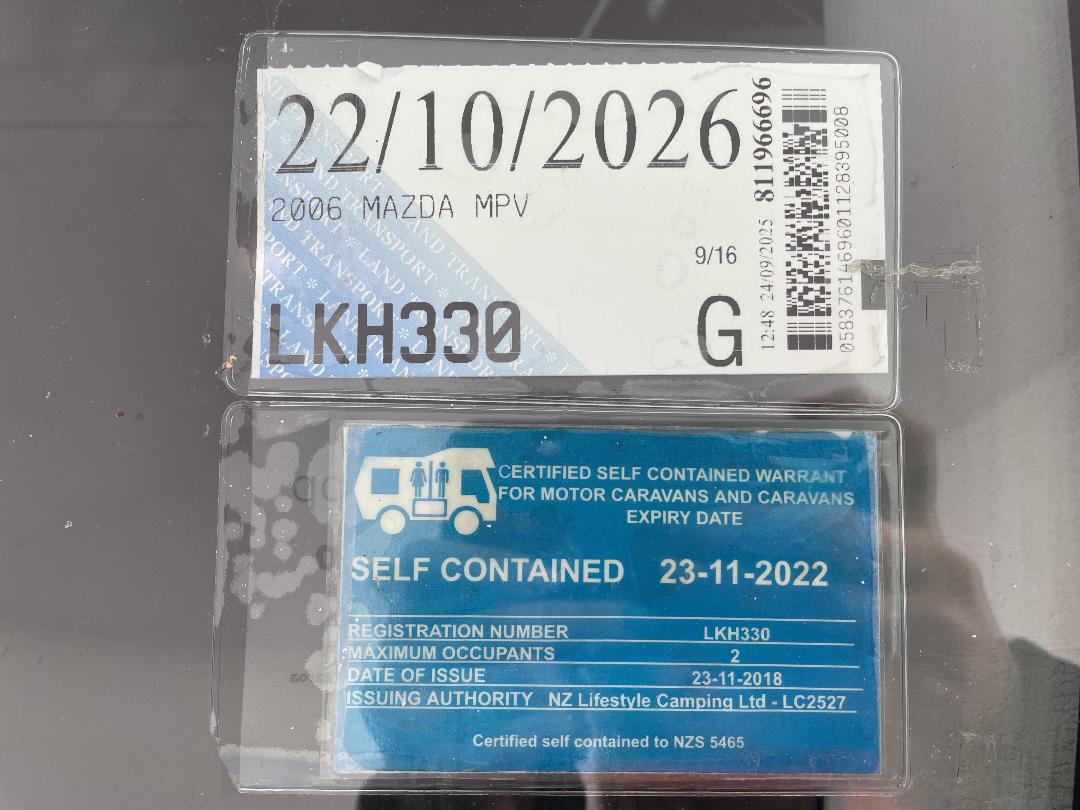 22/10/2026
2006 MAZDA MPV
9/16
LKH330
G
12:48 24/09/2025 811966696
CERTIFIED SELF CONTAINED WARRANT
FOR MOTOR CARAVANS AND CARAVANS
EXPIRY DATE
SELF CONTAINED 23-11-2022
REGISTRATION NUMBER LKH330
MAXIMUM OCCUPANTS 2
DATE OF ISSUE 23-11-2018
ISSUING AUTHORITY NZ Lifestyle Camping Ltd - LC2527
Certified self contained to NZS 5465